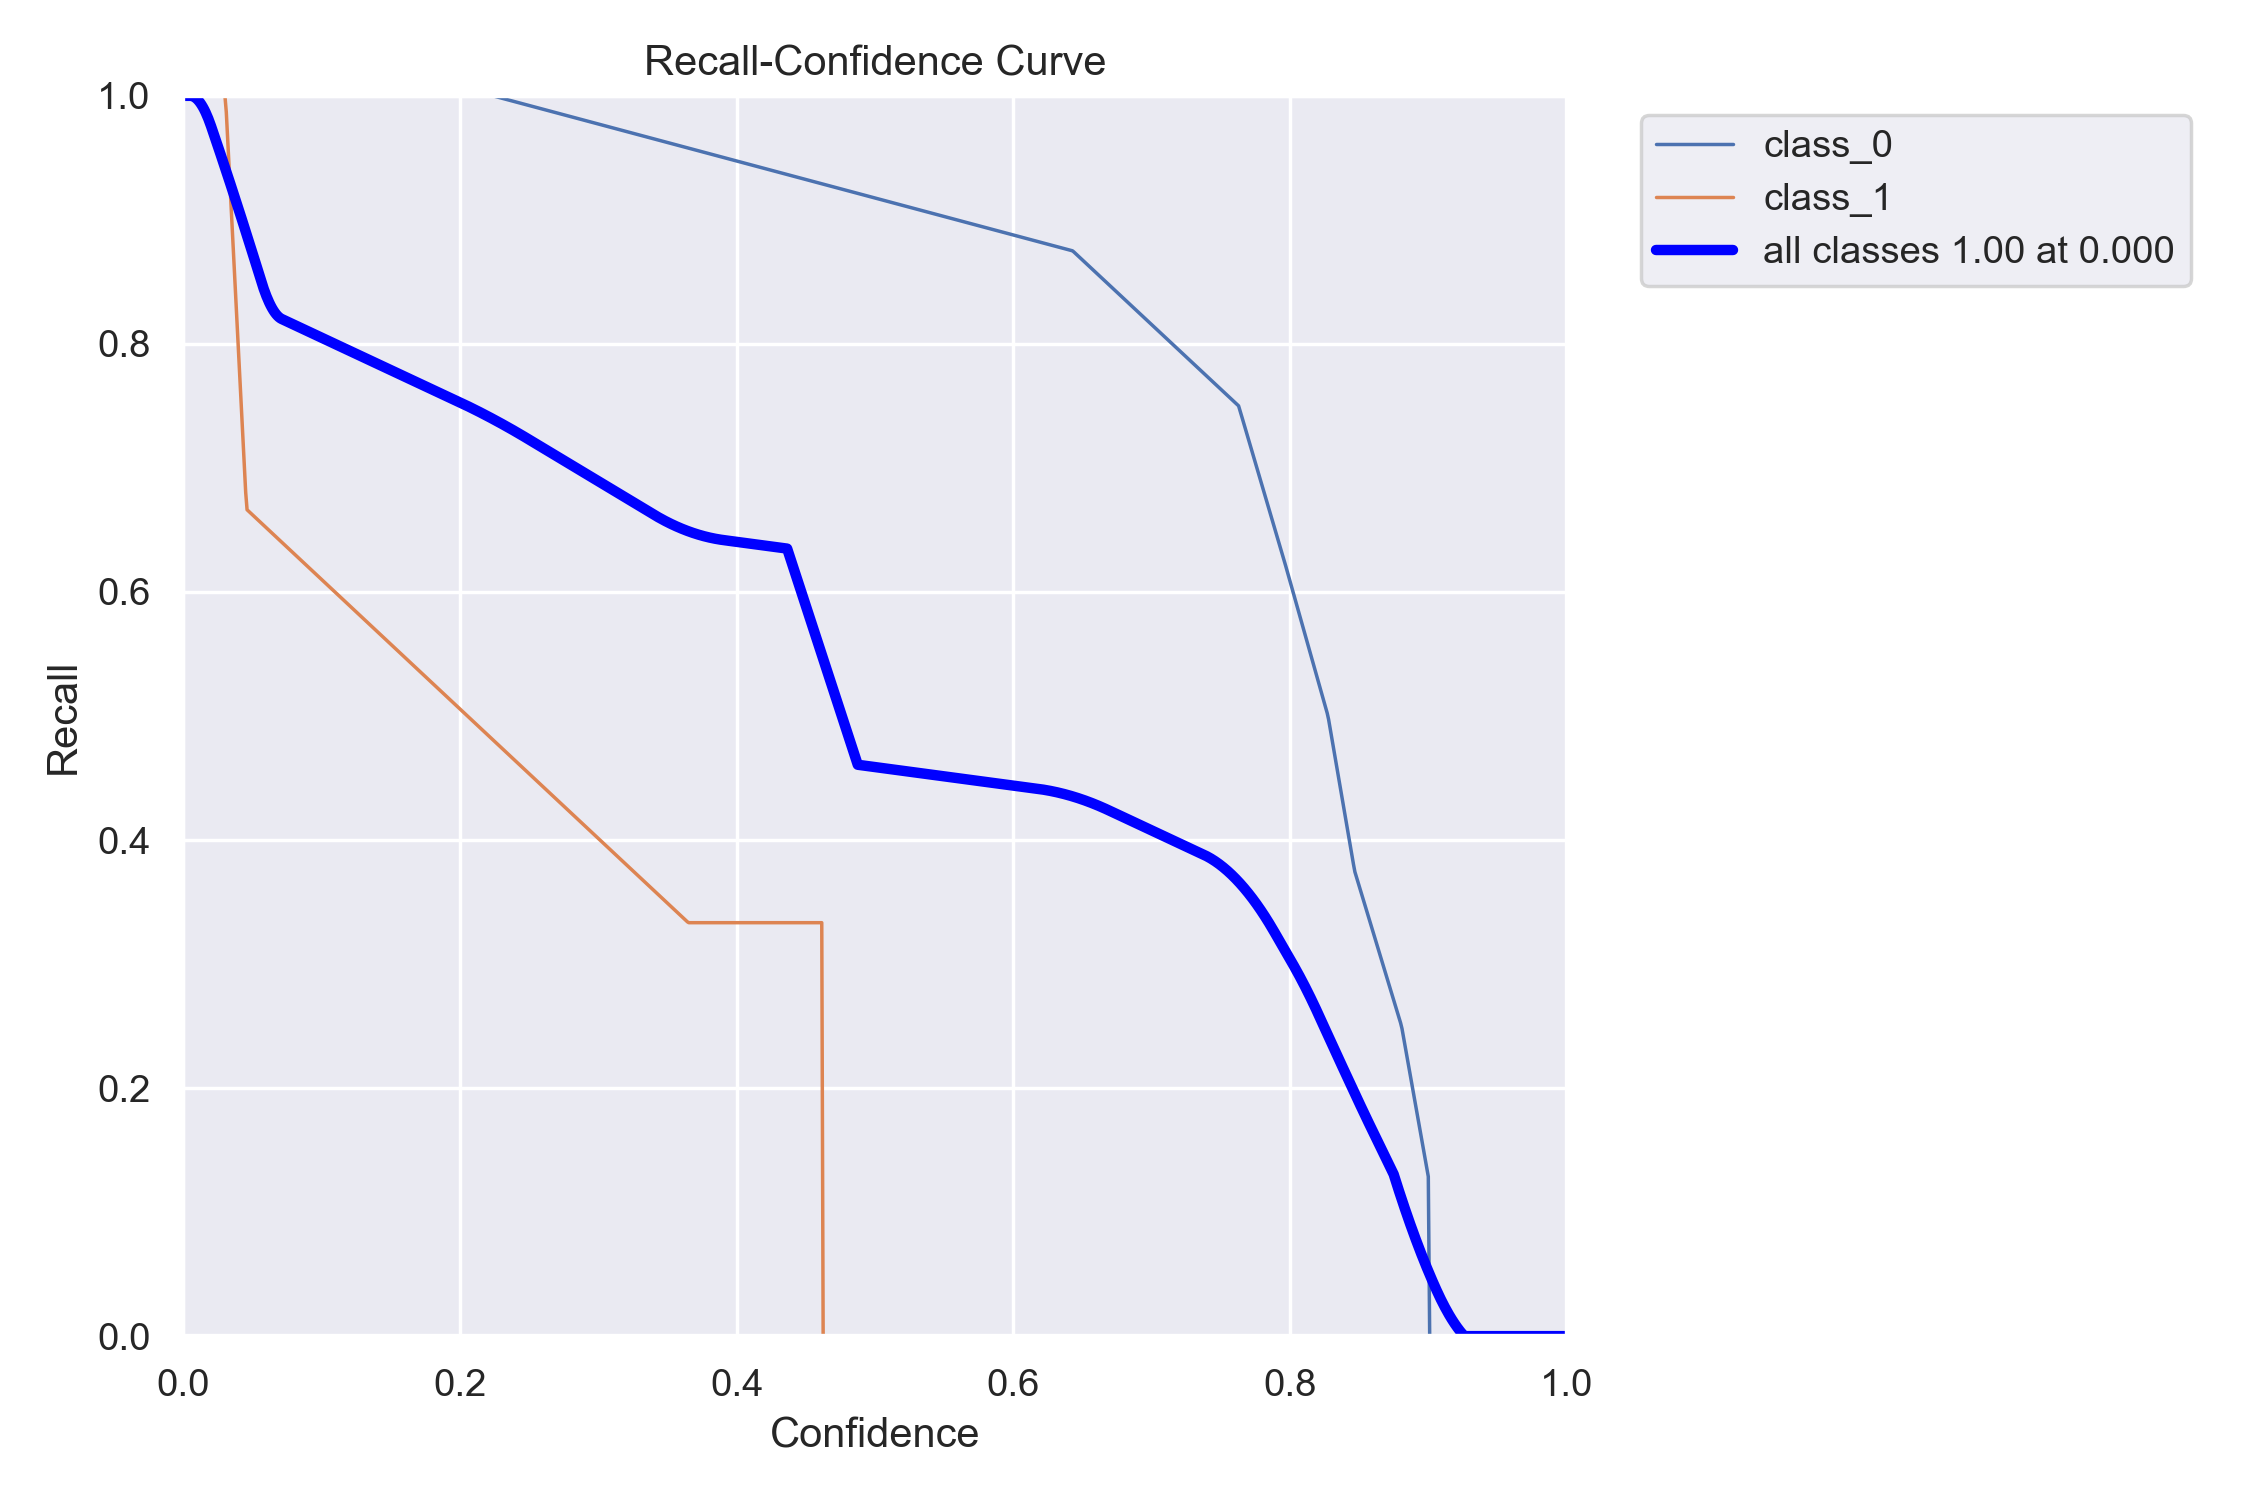 Recall-Confidence Curve
1.0
0.8
0.6
0.4
0.2
0.0
Recall
0.0 0.2 0.4 0.6 0.8 1.0
Confidence
class_0
class_1
all classes 1.00 at 0.000